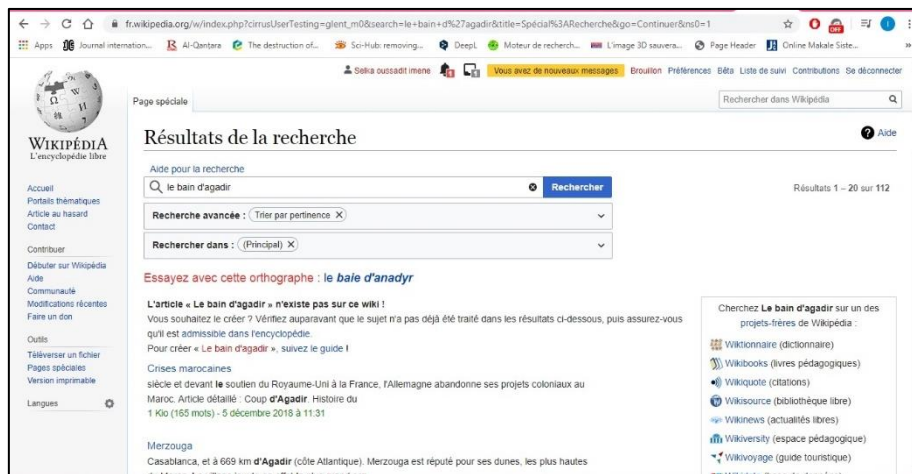 fr.wikipedia.org/w/index.php?cirrusUserTesting=glent_m0&search=le+bain+d%27agadir&title=Spécial%3ARecherche&go=Continuer&ns0=1
Apps Journal internation... Al-Qantara The destruction of... Sci-Hub: removing... DeepL Moteur de recherch... L'image 3D sauvera... Page Header Online Makale Siste... »
Selka oussadit imene Vous avez de nouveaux messages Brouillon Préférences Bêta Liste de suivi Contributions Se déconnecter
Page spéciale
Rechercher dans Wikipédia
WIKIPÉDIA
L'encyclopédie libre
Accueil
Portails thématiques
Article au hasard
Contact
Contribuer
Débuter sur Wikipédia
Aide
Communauté
Modifications récentes
Faire un don
Outils
Téléverser un fichier
Pages spéciales
Version imprimable
Langues
Résultats de la recherche
Aide
Aide pour la recherche
le bain d'agadir
Rechercher
Résultats 1 – 20 sur 112
Recherche avancée : Trier par pertinence X
Rechercher dans : (Principal) X
Essayez avec cette orthographe : le baie d'anadyr
L'article « Le bain d'agadir » n'existe pas sur ce wiki !
Vous souhaitez le créer ? Vérifiez auparavant que le sujet n'a pas déjà été traité dans les résultats ci-dessous, puis assurez-vous
qu'il est admissible dans l'encyclopédie.
Pour créer « Le bain d'agadir », suivez le guide !
Crises marocaines
siècle et devant le soutien du Royaume-Uni à la France, l'Allemagne abandonne ses projets coloniaux au
Maroc. Article détaillé : Coup d'Agadir. Histoire du
1 Kio (165 mots) - 5 décembre 2018 à 11:31
Merzouga
Casablanca, et à 669 km d'Agadir (côte Atlantique). Merzouga est réputé pour ses dunes, les plus hautes
Cherchez Le bain d'agadir sur un des
projets-frères de Wikipédia :
Wiktionnaire (dictionnaire)
Wikibooks (livres pédagogiques)
Wikiquote (citations)
Wikisource (bibliothèque libre)
Wikinews (actualités libres)
Wikiversity (espace pédagogique)
Wikivoyage (guide touristique)